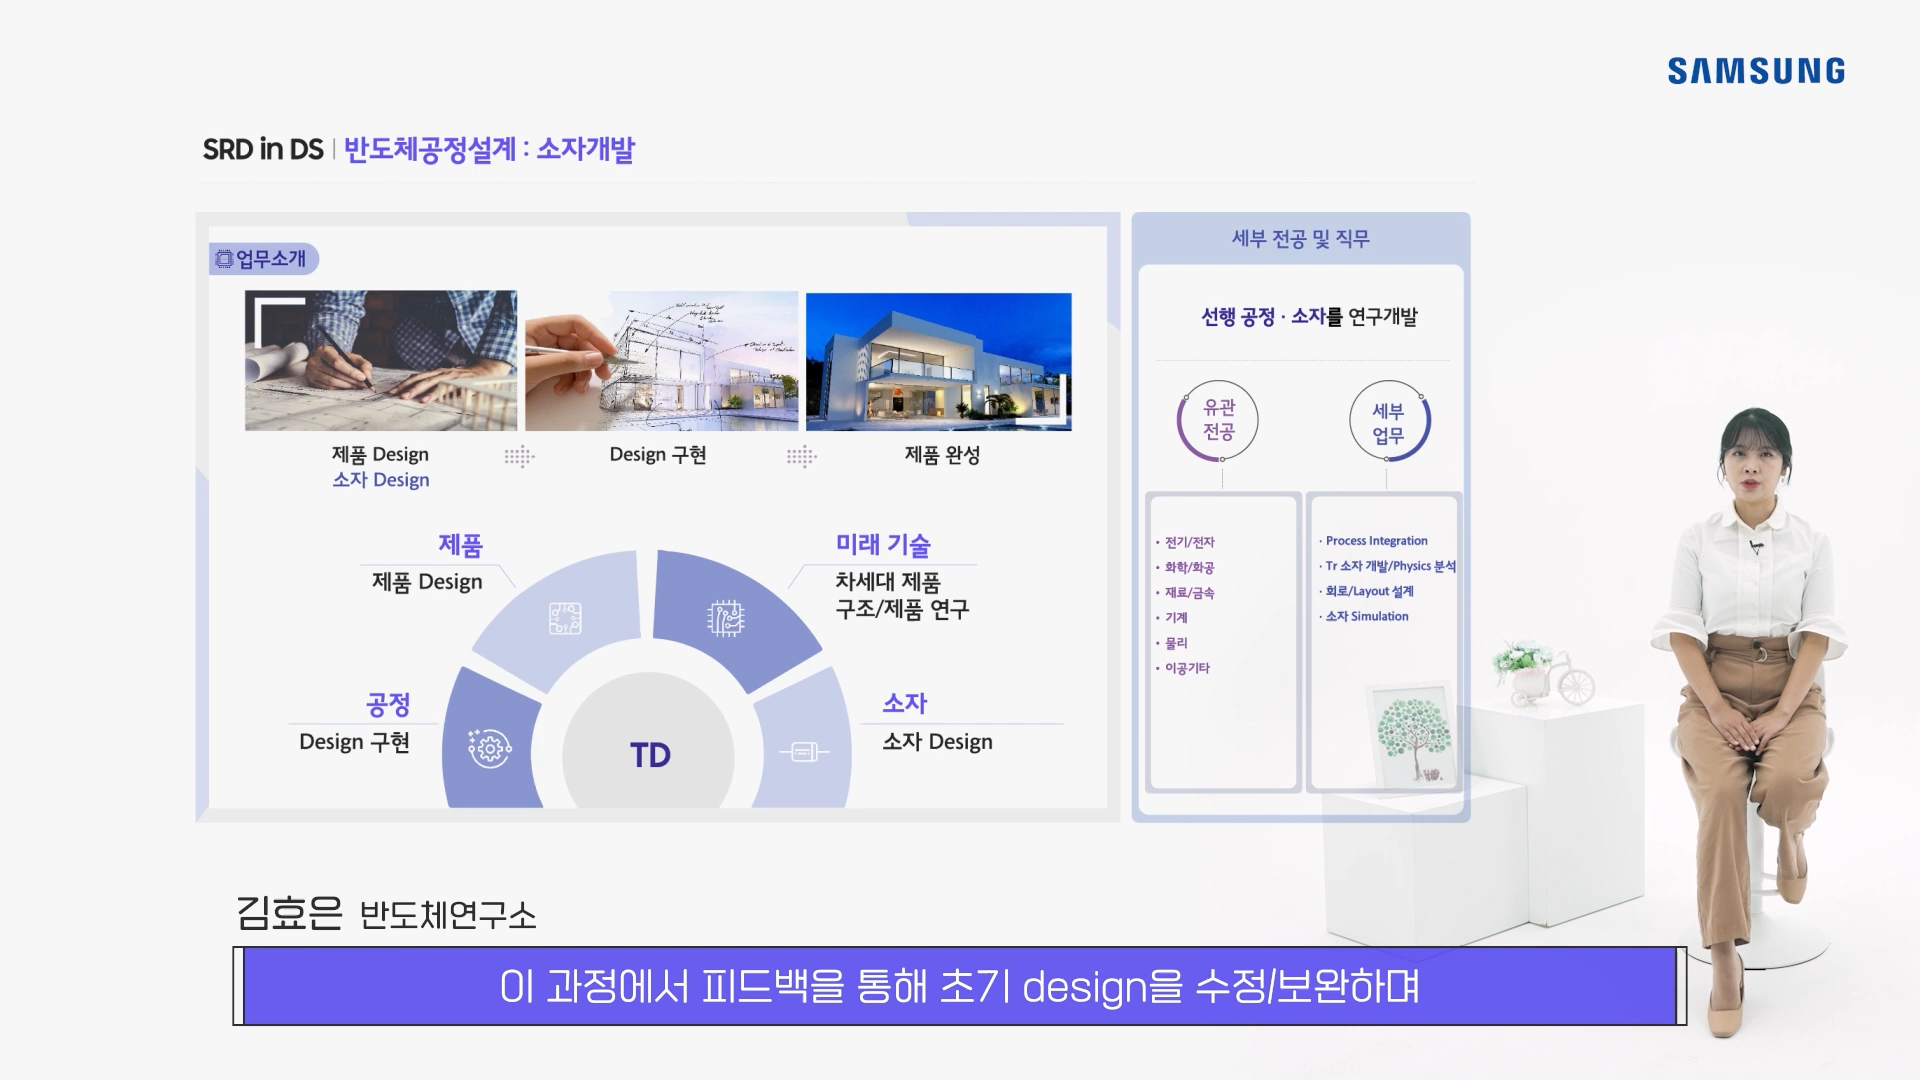 SAMSUNG
SRD in DS | 반도체공정설계 : 소자개발
업무소개
제품 Design
소자 Design
Design 구현
제품 완성
제품
제품 Design
미래 기술
차세대 제품
구조/제품 연구
공정
Design 구현
TD
소자
소자 Design
세부 전공 및 직무
선행 공정 · 소자를 연구개발
유관
전공
세부
업무
• 전기/전자
• 화학/화공
• 재료/금속
• 기계
• 물리
• 이공기타
· Process Integration
· Tr 소자 개발/Physics 분석
· 회로/Layout 설계
· 소자 Simulation
김효은 반도체연구소
이 과정에서 피드백을 통해 초기 design을 수정/보완하며